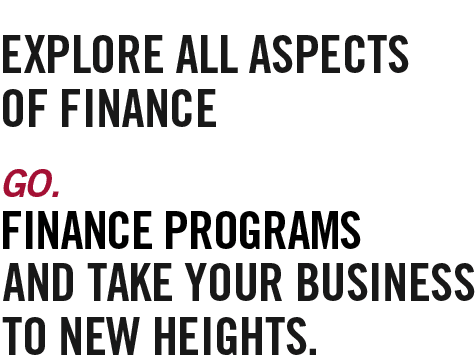 EXPLORE ALL ASPECTS
OF FINANCE
GO.
FINANCE PROGRAMS
AND TAKE YOUR BUSINESS
TO NEW HEIGHTS.